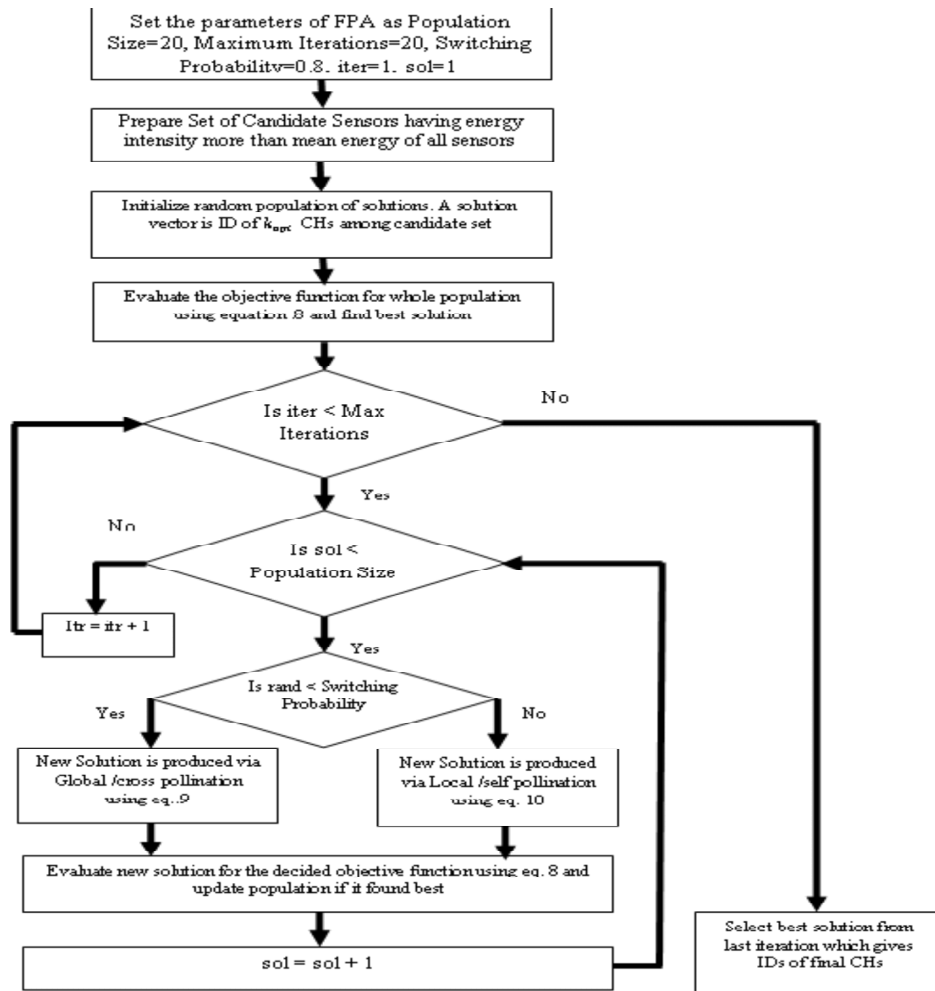 Set the parameters of FPA as Population
Size=20, Maximum Iterations=20, Switching
Probability=0.8, iter=1, sol=1
Prepare Set of Candidate Sensors having energy
intensity more than mean energy of all sensors
Initialize random population of solutions. A solution
vector is ID of k_opt CHs among candidate set
Evaluate the objective function for whole population
using equation .8 and find best solution
Is iter < Max
Iterations
No
Yes
No
Is sol <
Population Size
Itr = itr + 1
Yes
Is rand < Switching
Probability
Yes
No
New Solution is produced via
Global /cross pollination
using eq..9
New Solution is produced
via Local /self pollination
using eq. 10
Evaluate new solution for the decided objective function using eq. 8 and
update population if it found best
sol = sol + 1
Select best solution from
last iteration which gives
IDs of final CHs